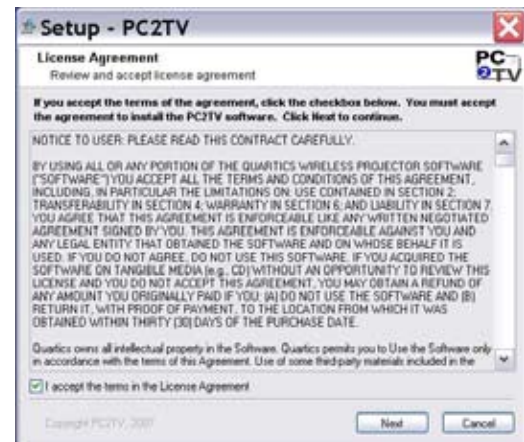 Setup - PC2TV
License Agreement
Review and accept license agreement
PC
2TV
If you accept the terms of the agreement, click the checkbox below. You must accept
the agreement to install the PC2TV software. Click Next to continue.
NOTICE TO USER: PLEASE READ THIS CONTRACT CAREFULLY.
BY USING ALL OR ANY PORTION OF THE QUARTICS WIRELESS PROJECTOR SOFTWARE
("SOFTWARE") YOU ACCEPT ALL THE TERMS AND CONDITIONS OF THIS AGREEMENT,
INCLUDING, IN PARTICULAR THE LIMITATIONS ON: USE CONTAINED IN SECTION 2;
TRANSFERABILITY IN SECTION 4; WARRANTY IN SECTION 6; AND LIABILITY IN SECTION 7.
YOU AGREE THAT THIS AGREEMENT IS ENFORCEABLE LIKE ANY WRITTEN NEGOTIATED
AGREEMENT SIGNED BY YOU. THIS AGREEMENT IS ENFORCEABLE AGAINST YOU AND
ANY LEGAL ENTITY THAT OBTAINED THE SOFTWARE AND ON WHOSE BEHALF IT IS
USED. IF YOU DO NOT AGREE, DO NOT USE THIS SOFTWARE. IF YOU ACQUIRED THE
SOFTWARE ON TANGIBLE MEDIA (e.g., CD) WITHOUT AN OPPORTUNITY TO REVIEW THIS
LICENSE AND YOU DO NOT ACCEPT THIS AGREEMENT, YOU MAY OBTAIN A REFUND OF
ANY AMOUNT YOU ORIGINALLY PAID IF YOU: (A) DO NOT USE THE SOFTWARE AND (B)
RETURN IT, WITH PROOF OF PAYMENT, TO THE LOCATION FROM WHICH IT WAS
OBTAINED WITHIN THIRTY (30) DAYS OF THE PURCHASE DATE.
Quartics owns all intellectual property in the Software. Quartics permits you to Use the Software only
in accordance with the terms of this Agreement. Use of some third party materials included in the
I accept the terms in the License Agreement
Copyright PC2TV, 2007
Next
Cancel